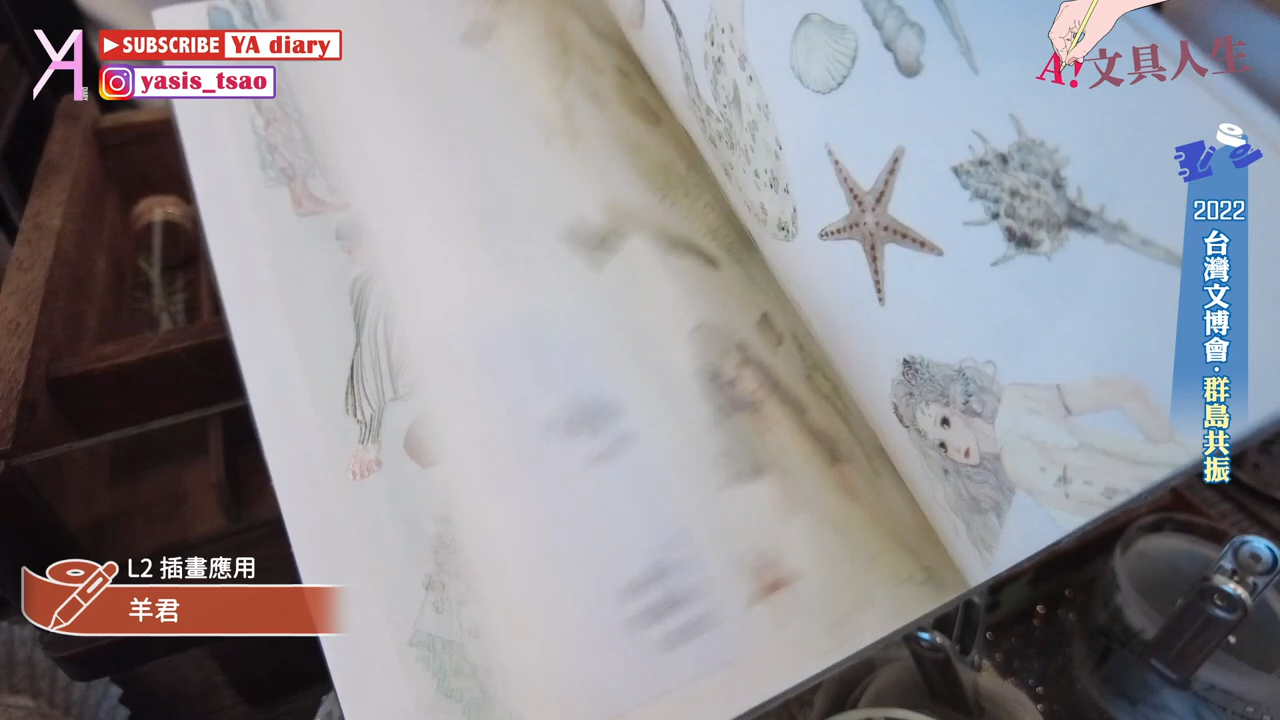 YA
DIARY
SUBSCRIBE YA diary
yasis_tsao
A!文具人生
2022
台灣文博會·群島共振
L2 插畫應用
羊君